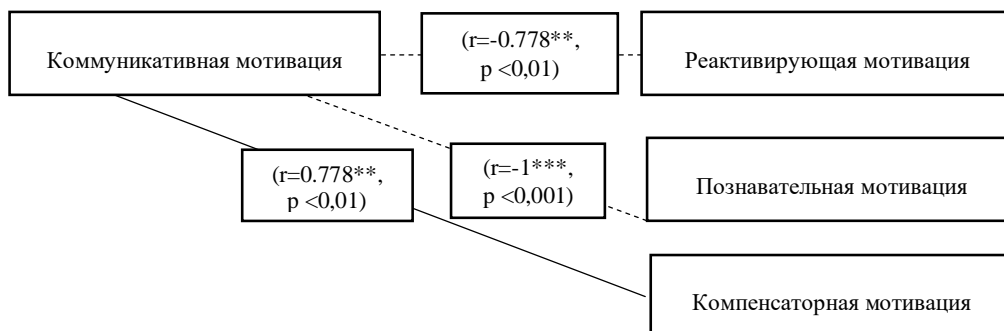 Коммуникативная мотивация
(r=-0.778**,
p <0,01)
Реактивирующая мотивация
(r=0.778**,
p <0,01)
(r=-1***,
p <0,001)
Познавательная мотивация
Компенсаторная мотивация